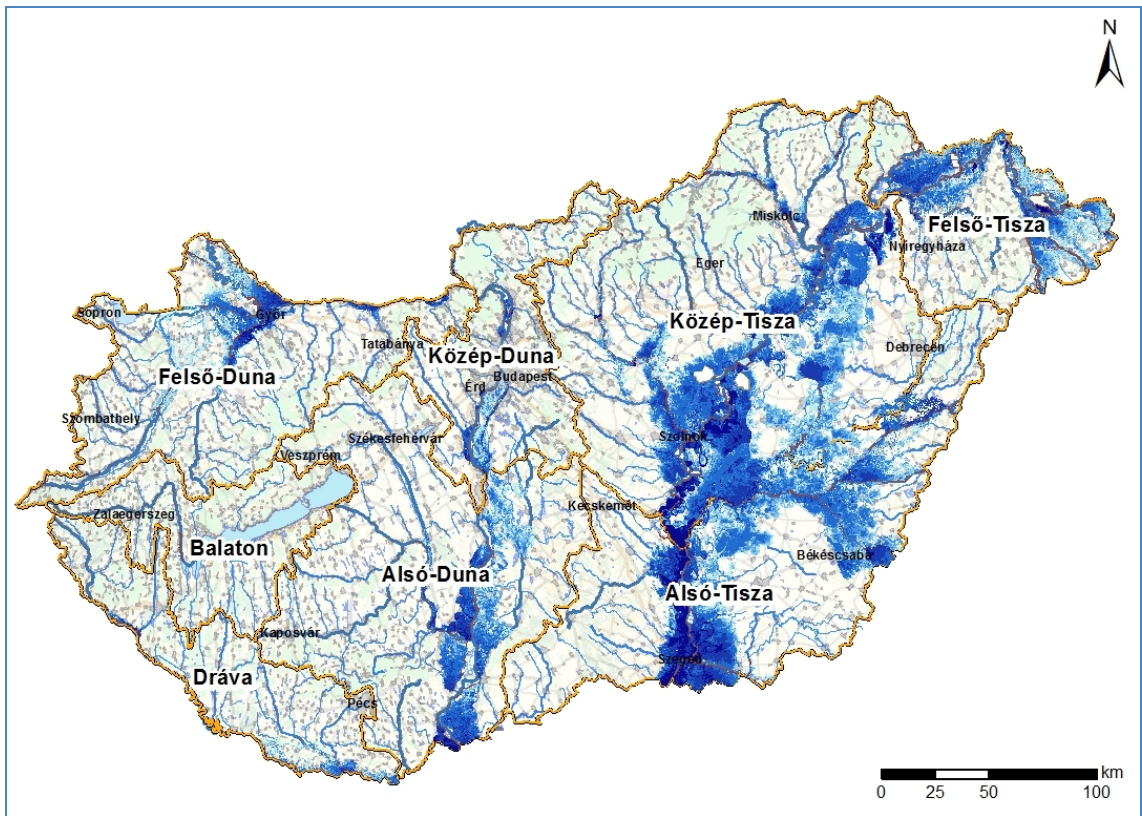 N
Miskolc
Felső-Tisza
Nyíregyháza
Eger
Sopron
Győr
Közép-Tisza
Tatabánya
Debrecen
Közép-Duna
Felső-Duna
Budapest
Érd
Szombathely
Székesfehérvár
Szolnok
Veszprém
Kecskemét
Zalaegerszeg
Balaton
Békéscsaba
Alsó-Duna
Alsó-Tisza
Kaposvár
Szeged
Dráva
Pécs
km
0 25 50 100